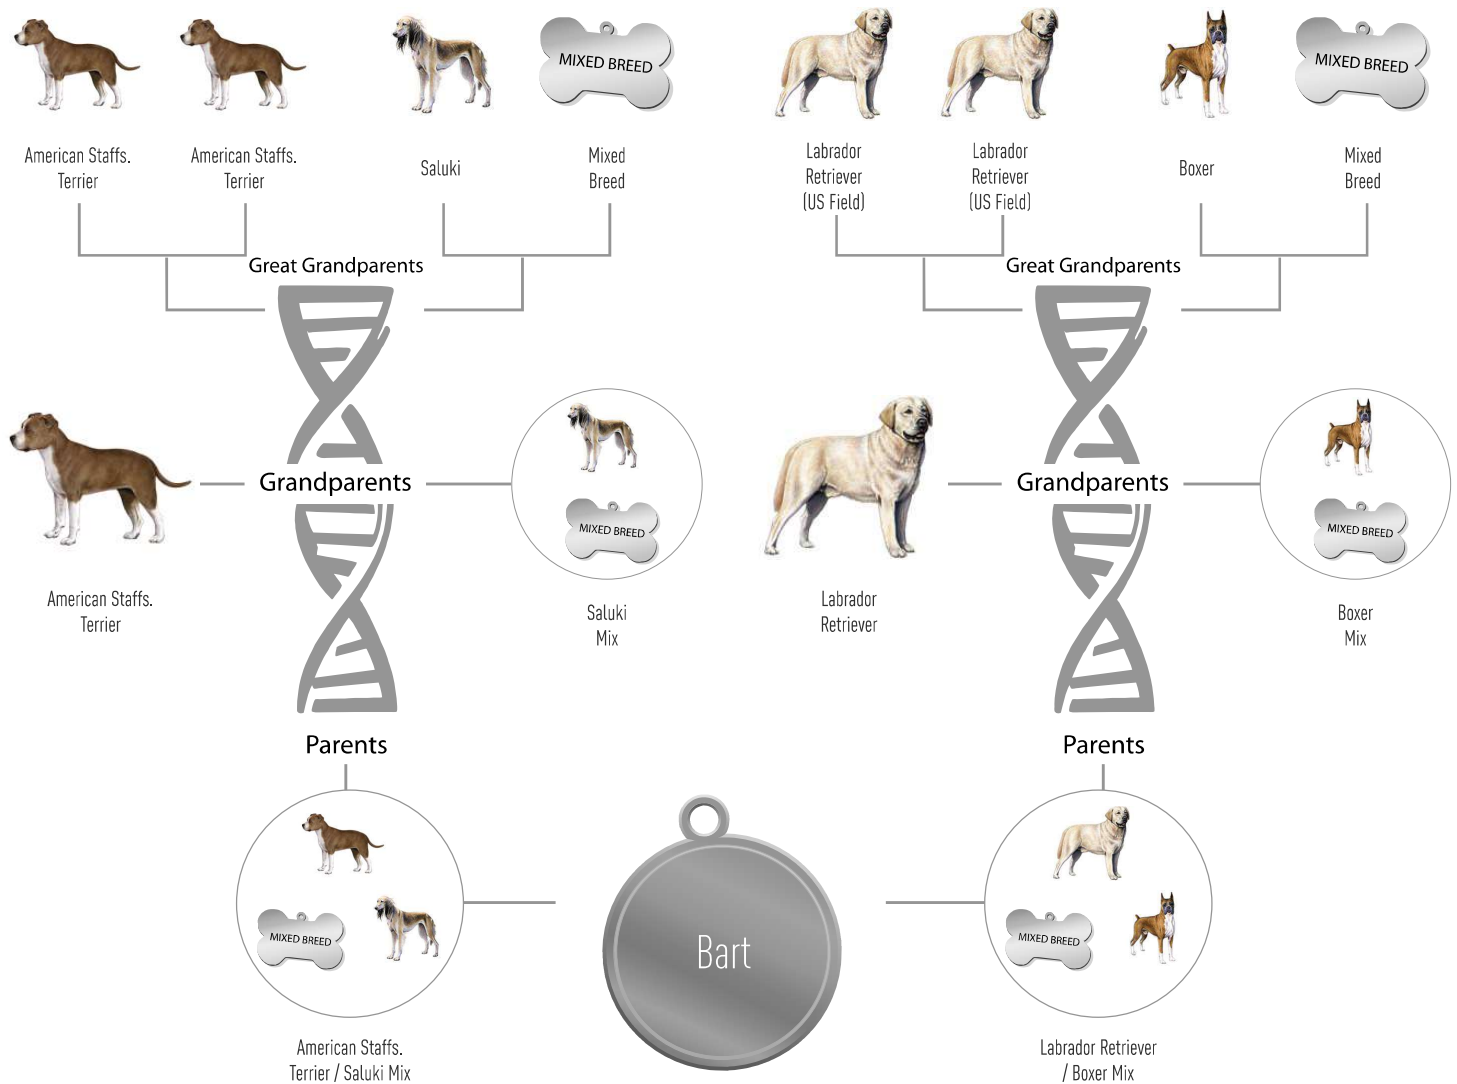 MIXED BREED
MIXED BREED
American Staffs.
Terrier
American Staffs.
Terrier
Saluki
Mixed
Breed
Labrador
Retriever
(US Field)
Labrador
Retriever
(US Field)
Boxer
Mixed
Breed
Great Grandparents
Great Grandparents
Grandparents
Grandparents
MIXED BREED
MIXED BREED
American Staffs.
Terrier
Saluki
Mix
Labrador
Retriever
Boxer
Mix
Parents
Parents
MIXED BREED
Bart
MIXED BREED
American Staffs.
Terrier / Saluki Mix
Labrador Retriever
/ Boxer Mix